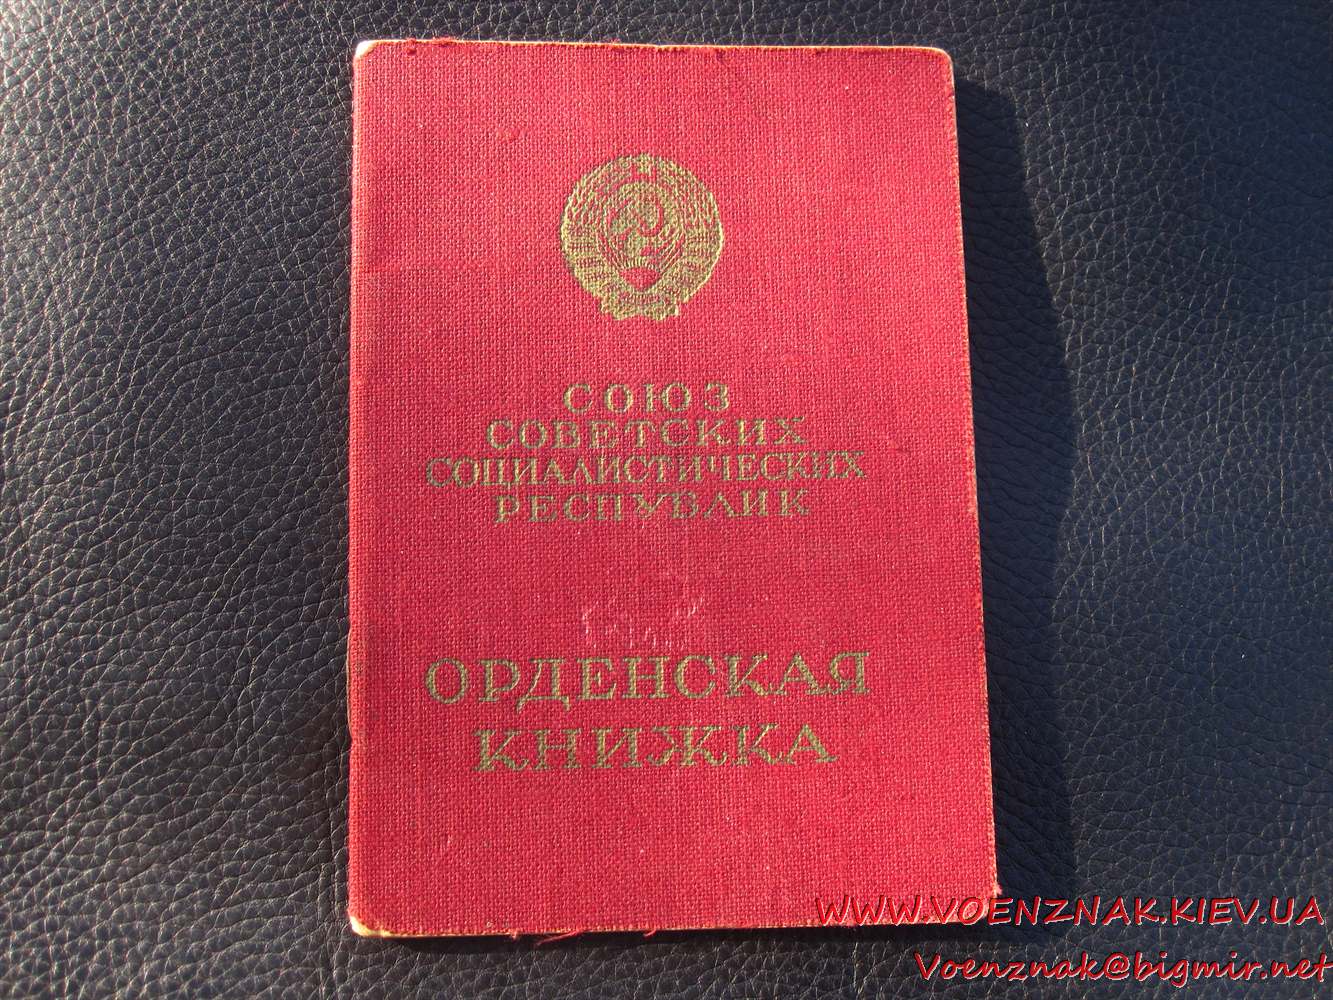 СОЮЗ
СОВЕТСКИХ
СОЦИАЛИСТИЧЕСКИХ
РЕСПУБЛИК
ОРДЕНСКАЯ
КНИЖКА
WWW.VOENZNAK.KIEV.UA
Voenznak@bigmir.net